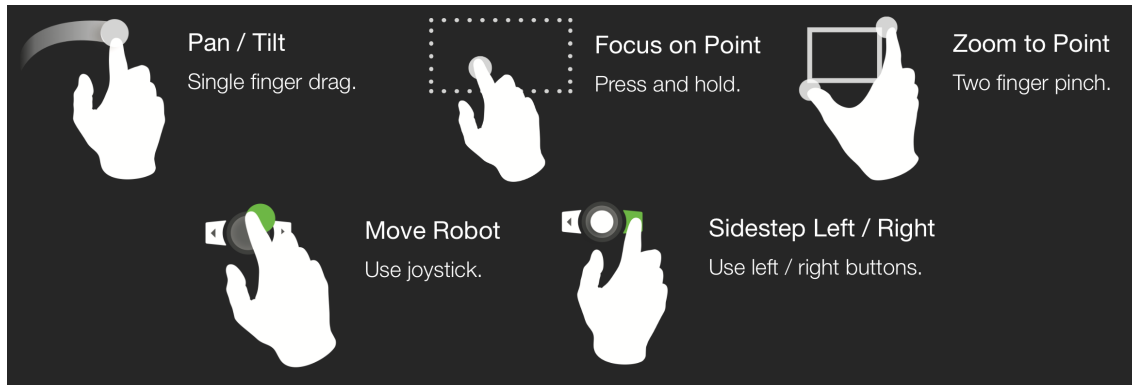 Pan / Tilt
Single finger drag.
Focus on Point
Press and hold.
Zoom to Point
Two finger pinch.
Move Robot
Use joystick.
Sidestep Left / Right
Use left / right buttons.